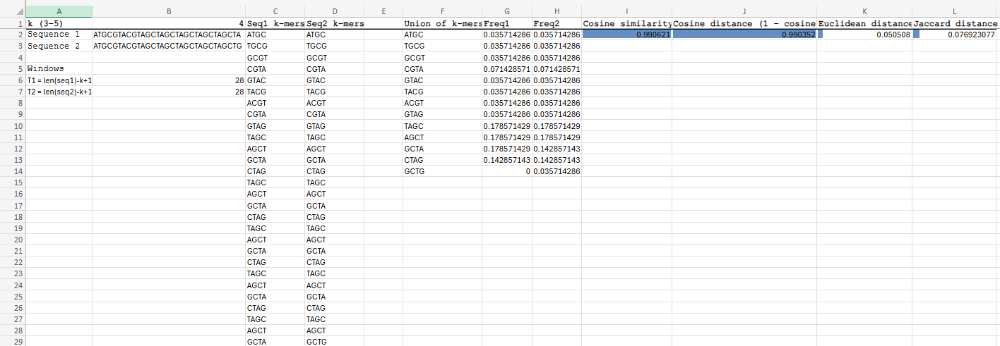 A B C D E F G H I J K L
1 k (3-5) 4 Seq1 k-mers Seq2 k-mers Union of k-mers Freq1 Freq2 Cosine similarity Cosine distance (1 - cosine Euclidean distance Jaccard distance
2 Sequence 1 ATGCGTACGTAGCTAGCTAGCTAGCTAGCTA ATGC ATGC ATGC 0.035714286 0.035714286 0.990621 0.990352 0.050508 0.076923077
3 Sequence 2 ATGCGTACGTAGCTAGCTAGCTAGCTAGCTG TGCG TGCG TGCG 0.035714286 0.035714286
4 GCGT GCGT GCGT 0.035714286 0.035714286
5 Windows CGTA CGTA CGTA 0.071428571 0.071428571
6 T1 = len(seq1)-k+1 28 GTAC GTAC GTAC 0.035714286 0.035714286
7 T2 = len(seq2)-k+1 28 TACG TACG TACG 0.035714286 0.035714286
8 ACGT ACGT ACGT 0.035714286 0.035714286
9 CGTA CGTA GTAG 0.035714286 0.035714286
10 GTAG GTAG TAGC 0.178571429 0.178571429
11 TAGC TAGC AGCT 0.178571429 0.178571429
12 AGCT AGCT GCTA 0.178571429 0.142857143
13 GCTA GCTA CTAG 0.142857143 0.142857143
14 CTAG CTAG GCTG 0 0.035714286
15 TAGC TAGC
16 AGCT AGCT
17 GCTA GCTA
18 CTAG CTAG
19 TAGC TAGC
20 AGCT AGCT
21 GCTA GCTA
22 CTAG CTAG
23 TAGC TAGC
24 AGCT AGCT
25 GCTA GCTA
26 CTAG CTAG
27 TAGC TAGC
28 AGCT AGCT
29 GCTA GCTG